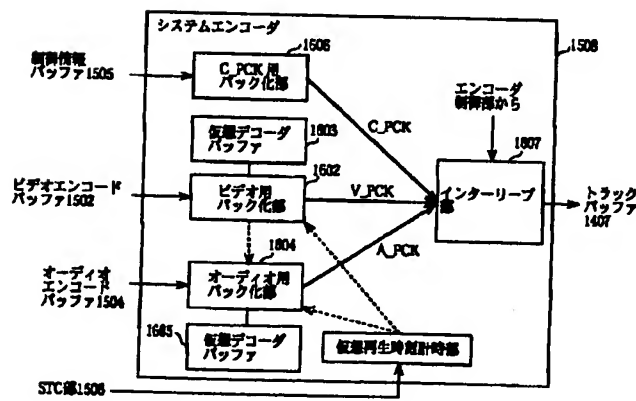 システムエンコーダ
1606
1508
制御情報
バッファ1505
C_PCK用
パック化部
エンコーダ
制御部から
仮想デコーダ
バッファ
1603
C_PCK
1607
ビデオエンコード
バッファ1502
ビデオ用
パック化部
1602
V_PCK
インターリーブ
部
トラック
バッファ
1407
1604
A_PCK
オーディオ
エンコード
バッファ1504
オーディオ用
パック化部
1605
仮想デコーダ
バッファ
仮想再生時刻計時部
STC部1506